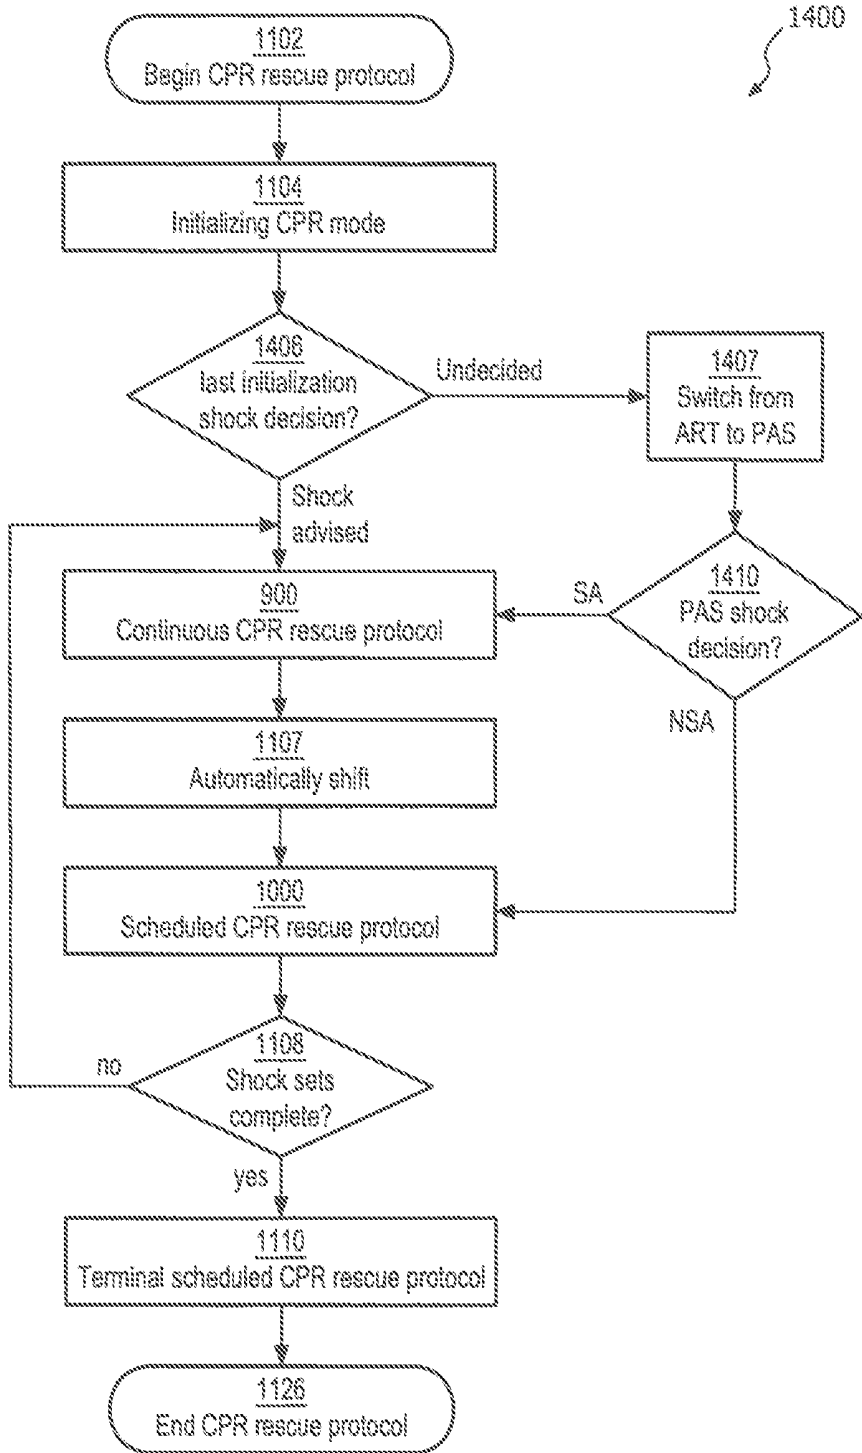 1400
1102
Begin CPR rescue protocol
1104
Initializing CPR mode
1406
last initialization
shock decision?
Undecided
1407
Switch from
ART to PAS
Shock
advised
1410
PAS shock
decision?
SA
NSA
900
Continuous CPR rescue protocol
1107
Automatically shift
1000
Scheduled CPR rescue protocol
1108
Shock sets
complete?
no
yes
1110
Terminal scheduled CPR rescue protocol
1126
End CPR rescue protocol